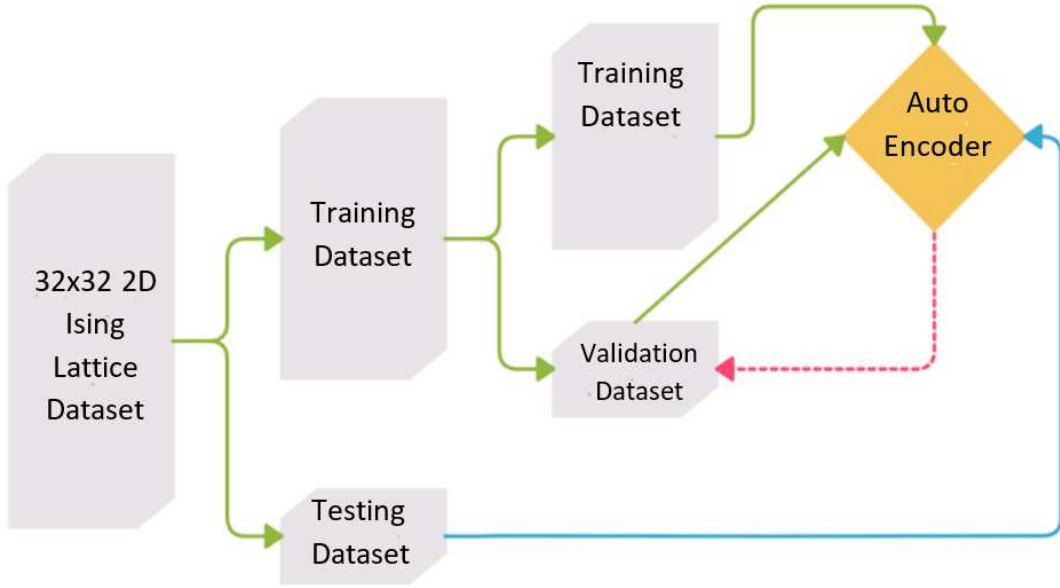 32x32 2D
Ising
Lattice
Dataset
Training
Dataset
Testing
Dataset
Training
Dataset
Validation
Dataset
Auto
Encoder